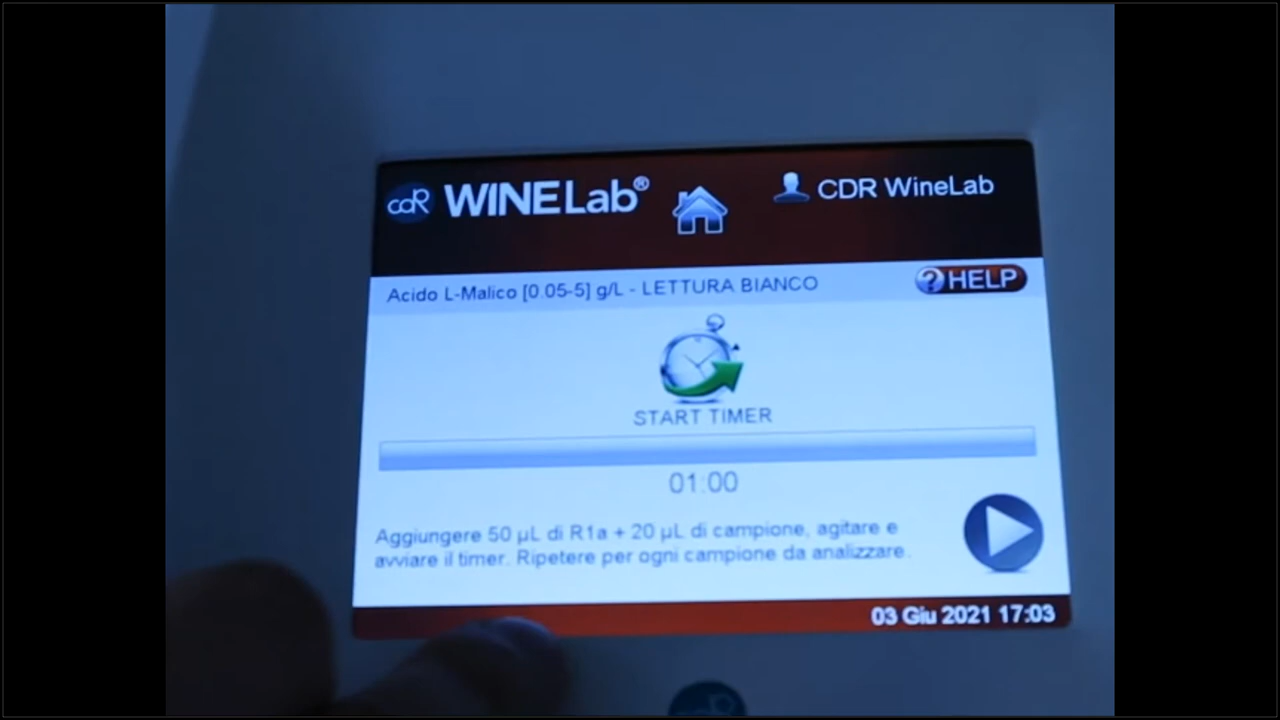 cdR WINELab®
CDR WineLab
Acido L-Malico [0.05-5] g/L - LETTURA BIANCO
? HELP
START TIMER
01:00
Aggiungere 50 µL di R1a + 20 µL di campione, agitare e
avviare il timer. Ripetere per ogni campione da analizzare.
03 Giu 2021 17:03
cdR